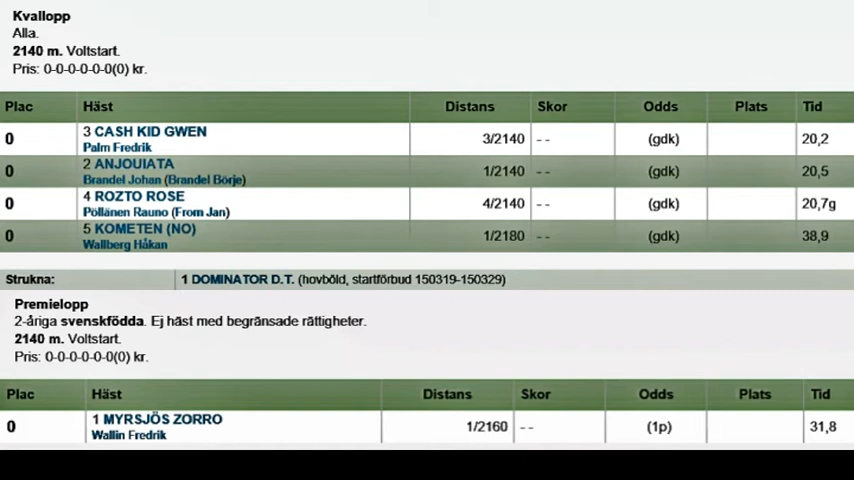 Kvallopp
Alla.
2140 m. Voltstart.
Pris: 0-0-0-0-0-0(0) kr.
Plac Häst Distans Skor Odds Plats Tid
0 3 CASH KID GWEN 3/2140 - - (gdk) 20,2
Palm Fredrik
0 2 ANJOUIATA 1/2140 - - (gdk) 20,5
Brandel Johan (Brandel Börje)
0 4 ROZTO ROSE 4/2140 - - (gdk) 20,7g
Pöllänen Rauno (From Jan)
0 5 KOMETEN (NO) 1/2180 - - (gdk) 38,9
Wallberg Håkan
Strukna: 1 DOMINATOR D.T. (hovböld, startförbud 150319-150329)
Premielopp
2-åriga svenskfödda. Ej häst med begränsade rättigheter.
2140 m. Voltstart.
Pris: 0-0-0-0-0-0(0) kr.
Plac Häst Distans Skor Odds Plats Tid
0 1 MYRSJÖS ZORRO 1/2160 - - (1p) 31,8
Wallin Fredrik